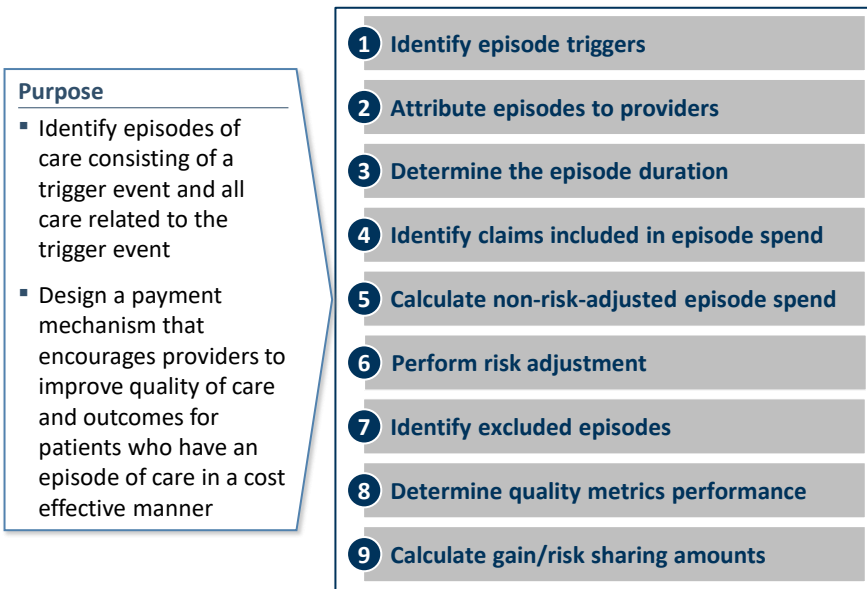 Purpose
▪ Identify episodes of
care consisting of a
trigger event and all
care related to the
trigger event
▪ Design a payment
mechanism that
encourages providers to
improve quality of care
and outcomes for
patients who have an
episode of care in a cost
effective manner
1 Identify episode triggers
2 Attribute episodes to providers
3 Determine the episode duration
4 Identify claims included in episode spend
5 Calculate non-risk-adjusted episode spend
6 Perform risk adjustment
7 Identify excluded episodes
8 Determine quality metrics performance
9 Calculate gain/risk sharing amounts